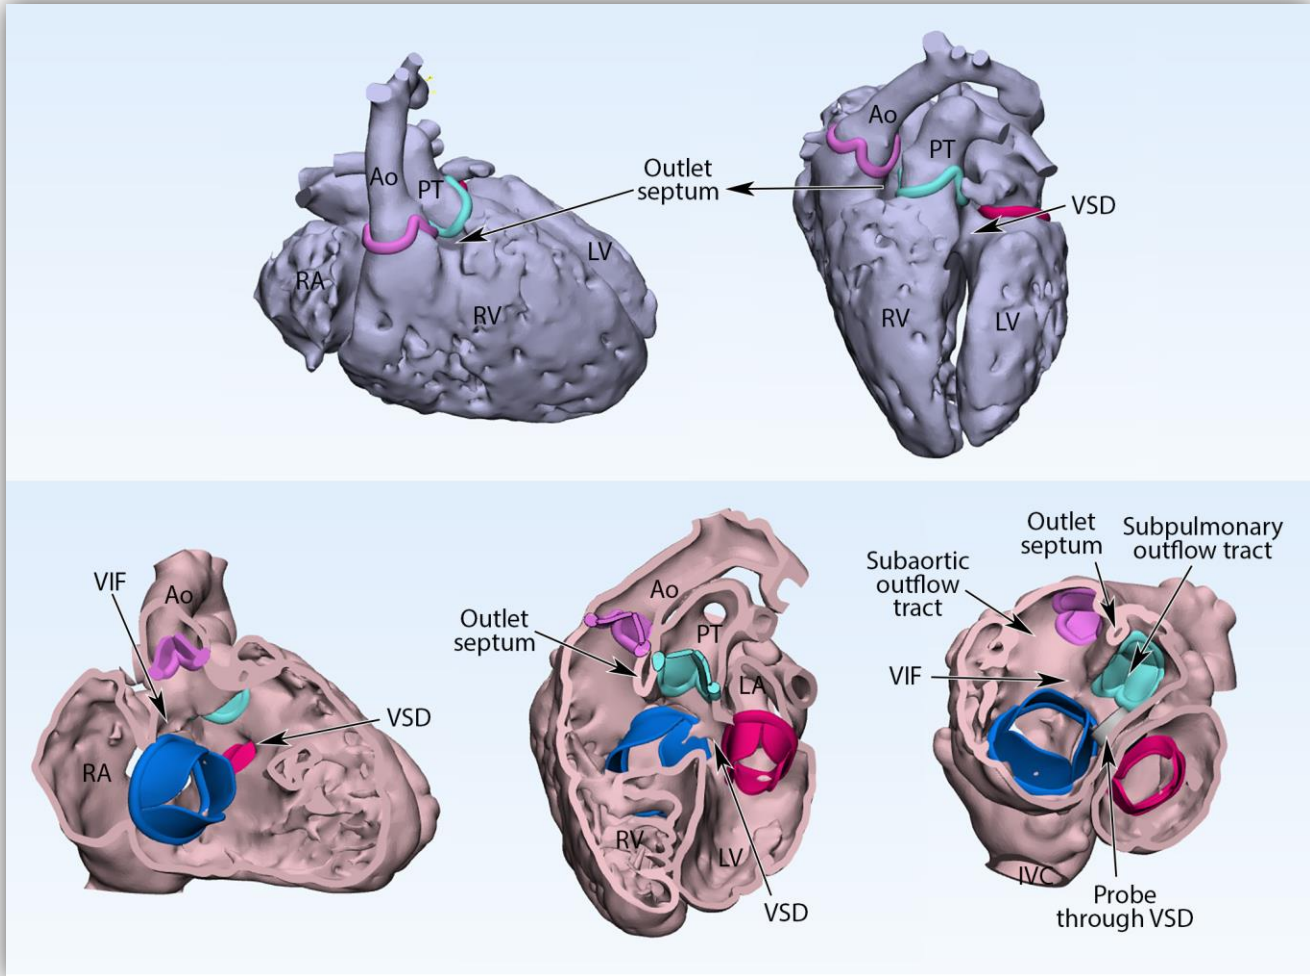 Ao
PT
RA
RV
LV
Outlet
septum
Ao
PT
VSD
RV
LV
VIF
Ao
RA
VSD
Outlet
septum
Ao
PT
LA
RV
LV
VSD
Outlet
septum
Subpulmonary
outflow tract
Subaortic
outflow
tract
VIF
IVC
Probe
through VSD